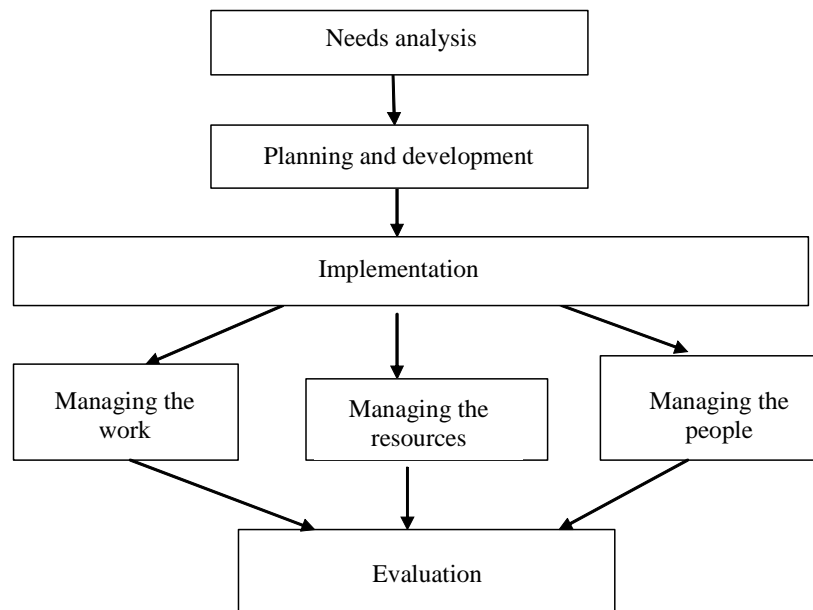 Needs analysis
Planning and development
Implementation
Managing the
work
Managing the
resources
Managing the
people
Evaluation